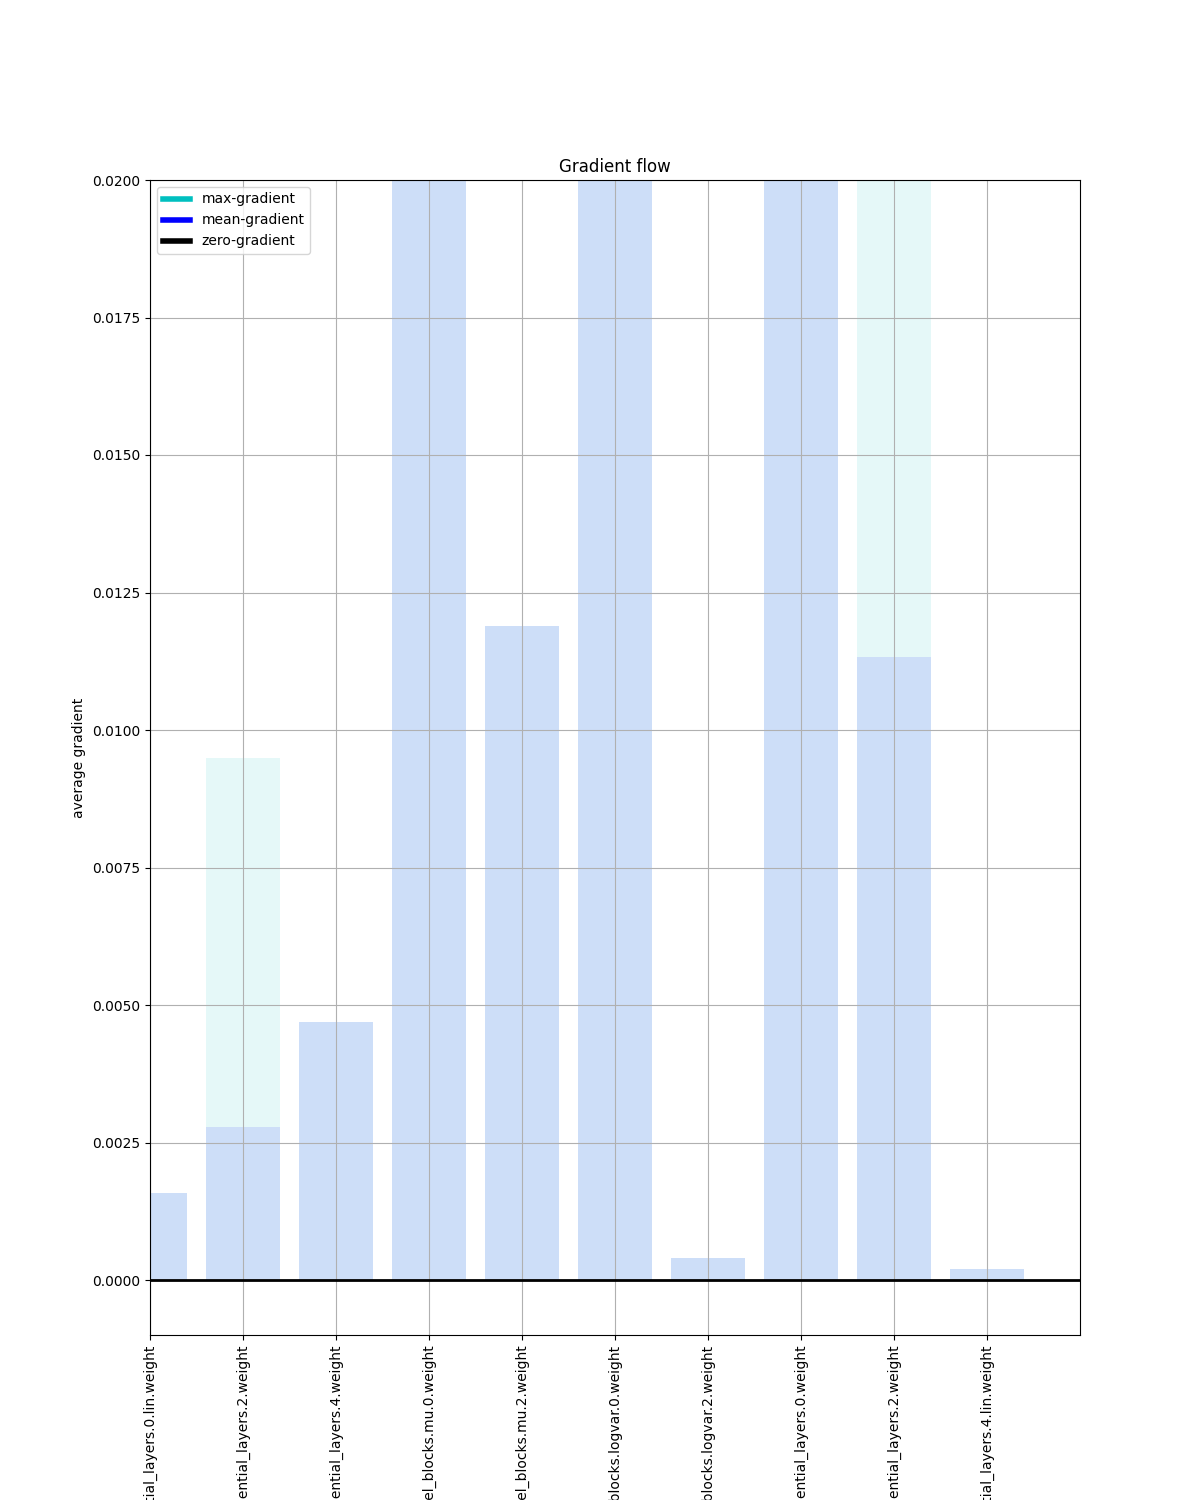 Gradient flow
max-gradient
mean-gradient
zero-gradient
0.0200
0.0175
0.0150
0.0125
0.0100
0.0075
0.0050
0.0025
0.0000
average gradient
tial_layers.0.lin.weight
ential_layers.2.weight
ential_layers.4.weight
el_blocks.mu.0.weight
el_blocks.mu.2.weight
blocks.logvar.0.weight
blocks.logvar.2.weight
ential_layers.0.weight
ential_layers.2.weight
tial_layers.4.lin.weight